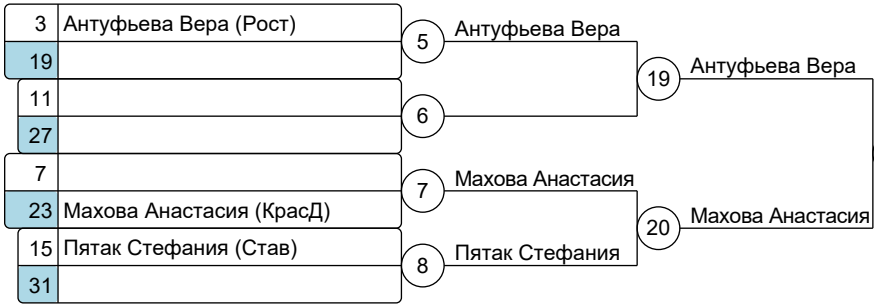 3 Антуфьева Вера (Рост)
19
5 Антуфьева Вера
11
27
6
19 Антуфьева Вера
7
23 Махова Анастасия (КрасД)
7 Махова Анастасия
15 Пятак Стефания (Став)
31
8 Пятак Стефания
20 Махова Анастасия